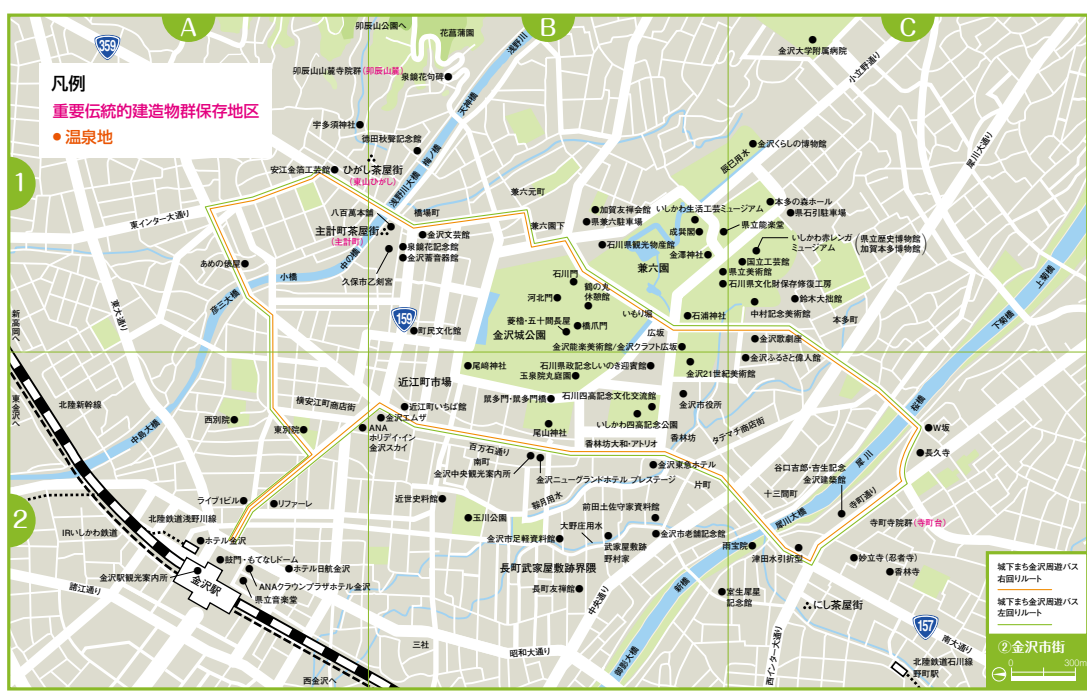 A
B
C
1
2
359
凡例
重要伝統的建造物群保存地区
● 温泉地
卯辰山公園へ
花菖蒲園
浅野川
卯辰山山麓寺院群(卯辰山麓)
泉鏡花句碑
天神橋
宇多須神社
徳田秋聲記念館
梅ノ橋
ひがし茶屋街
(東山ひがし)
安江金箔工芸館
浅野川大橋
東インター大通り
八百萬本舗
橋場町
主計町茶屋街
(主計町)
金沢文芸館
泉鏡花記念館
金沢蓄音器館
中の橋
久保市乙剣宮
あめの俵屋
小橋
彦三大橋
東大通り
新高岡へ
東金沢へ
159
町民文化館
兼六元町
兼六園下
加賀友禅会館
県兼六駐車場
石川県観光物産館
いしかわ生活工芸ミュージアム
成巽閣
金澤神社
兼六園
石川門
鶴の丸
休憩館
河北門
菱櫓・五十間長屋
橋爪門
金沢城公園
いもり堀
広坂
石浦神社
金沢能楽美術館/金沢クラフト広坂
金沢大学附属病院
小立野通り
犀川大通り
金沢くらしの博物館
辰巳用水
本多の森ホール
県石引駐車場
県立能楽堂
いしかわ赤レンガ
ミュージアム
(県立歴史博物館
加賀本多博物館)
国立工芸館
県立美術館
石川県文化財保存修復工房
鈴木大拙館
中村記念美術館
本多町
金沢歌劇座
金沢ふるさと偉人館
上菊橋
下菊橋
桜橋
尾﨑神社
石川県政記念しいのき迎賓館
玉泉院丸庭園
金沢21世紀美術館
近江町市場
横安江町商店街
近江町いちば館
金沢エムザ
ANA
ホリデイ・イン
金沢スカイ
鼠多門・鼠多門橋
石川四高記念文化交流館
金沢市役所
いしかわ四高記念公園
尾山神社
香林坊大和・アトリオ
香林坊
タテマチ商店街
北陸新幹線
西別院
東別院
中島大橋
百万石通り
南町
金沢中央観光案内所
金沢ニューグランドホテル プレステージ
金沢東急ホテル
片町
犀川
W坂
長久寺
谷口吉郎・吉生記念
金沢建築館
十三間町
寺町通り
寺町寺院群(寺町台)
犀川大橋
ライブ1ビル
リファーレ
近世史料館
鞍月用水
玉川公園
大野庄用水
前田土佐守家資料館
金沢市老舗記念館
金沢市足軽資料館
武家屋敷跡
野村家
雨宝院
津田水引折型
妙立寺(忍者寺)
香林寺
北陸鉄道浅野川線
IRいしかわ鉄道
ホテル金沢
鼓門・もてなしドーム
ホテル日航金沢
金沢駅観光案内所
金沢駅
ANAクラウンプラザホテル金沢
県立音楽堂
諸江通り
長町武家屋敷跡界隈
長町友禅館
中央通り
新橋
室生犀星
記念館
にし茶屋街
157
南大通り
三社
昭和大通り
西金沢へ
御影大橋
西インター大通り
北陸鉄道石川線
野町駅
城下まち金沢周遊バス
右回りルート
城下まち金沢周遊バス
左回りルート
②金沢市街
0 300m